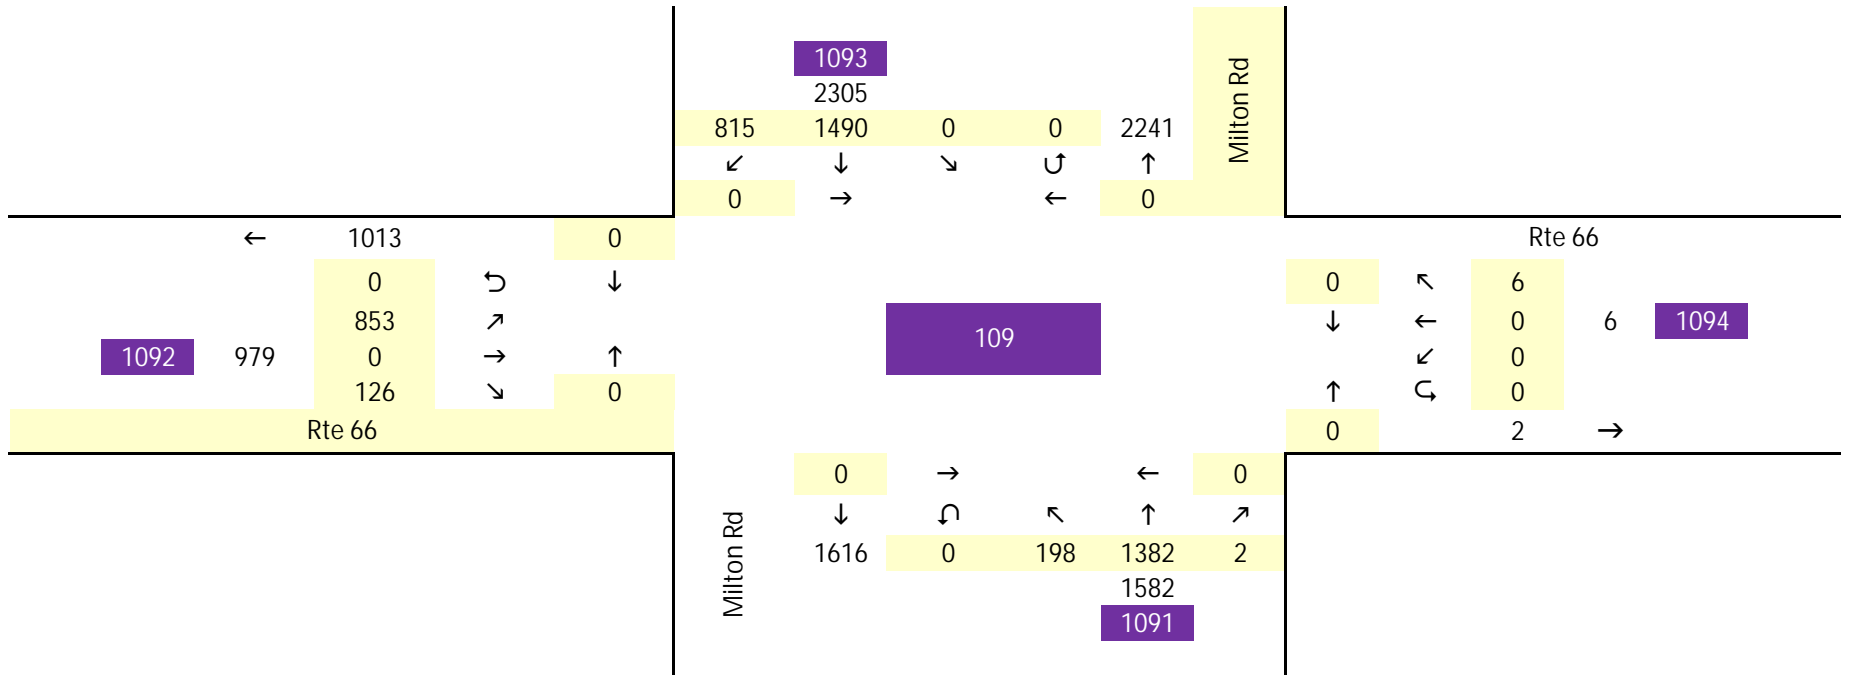 1093
2305
815 1490 0 0 2241
↙ ↓ ↘ ⮍ ↑
0 → ← 0
Milton Rd
← 1013 0
0 ⮌ ↓
853 ↗
1092 979 0 → ↑
126 ↘ 0
Rte 66
109
Rte 66
0 ↖ 6
↓ ← 0 6 1094
↙ 0
↑ ⮎ 0
0 2 →
0 → ← 0
↓ ⮏ ↖ ↑ ↗
Milton Rd
1616 0 198 1382 2
1582
1091